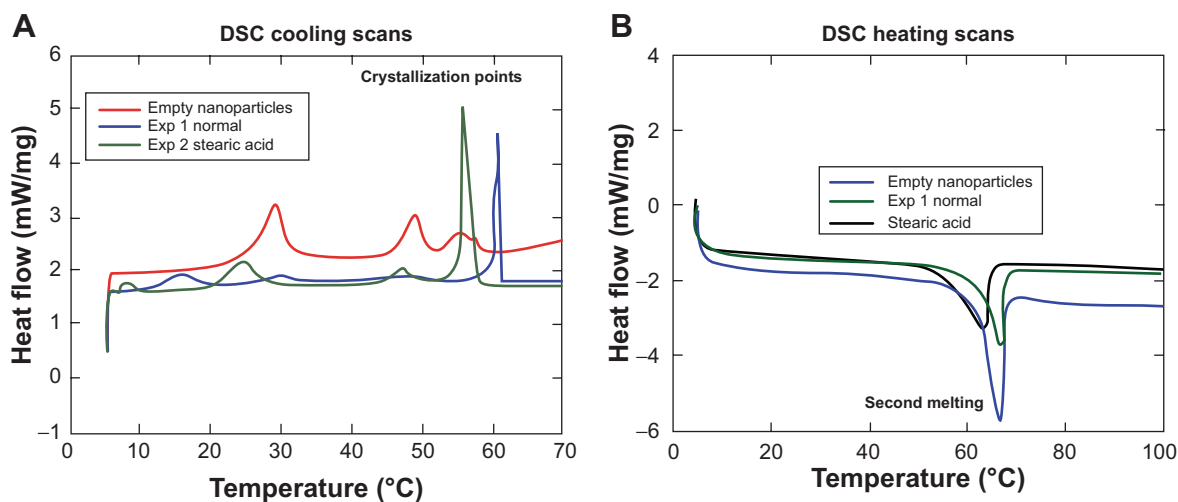 A
DSC cooling scans
6
5
4
3
2
1
0
−1
Heat flow (mW/mg)
Crystallization points
Empty nanoparticles
Exp 1 normal
Exp 2 stearic acid
0 10 20 30 40 50 60 70
Temperature (°C)
B
DSC heating scans
4
2
0
−2
−4
−6
Heat flow (mW/mg)
Empty nanoparticles
Exp 1 normal
Stearic acid
Second melting
0 20 40 60 80 100
Temperature (°C)